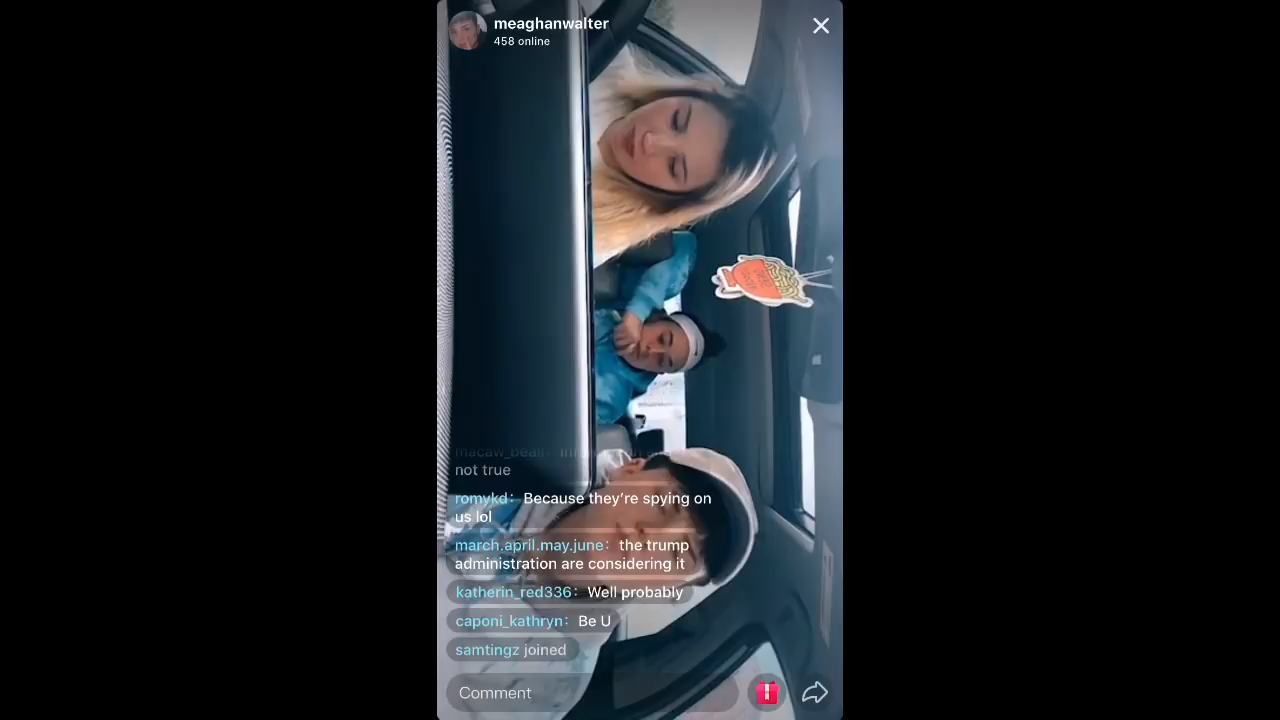 meaghanwalter
458 online
not true
romykd: Because they're spying on
us lol
march.april.may.june: the trump
administration are considering it
katherin_red336: Well probably
caponi_kathryn: Be U
samtingz joined
Comment